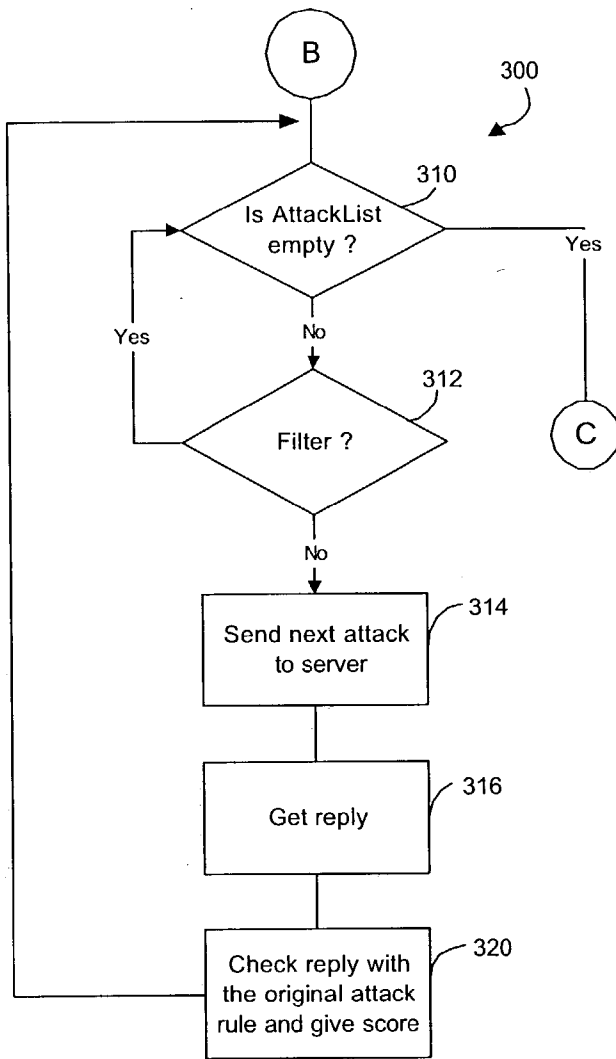 B
300
310
Is AttackList
empty ?
Yes
Yes
No
312
Filter ?
C
No
314
Send next attack
to server
316
Get reply
320
Check reply with
the original attack
rule and give score